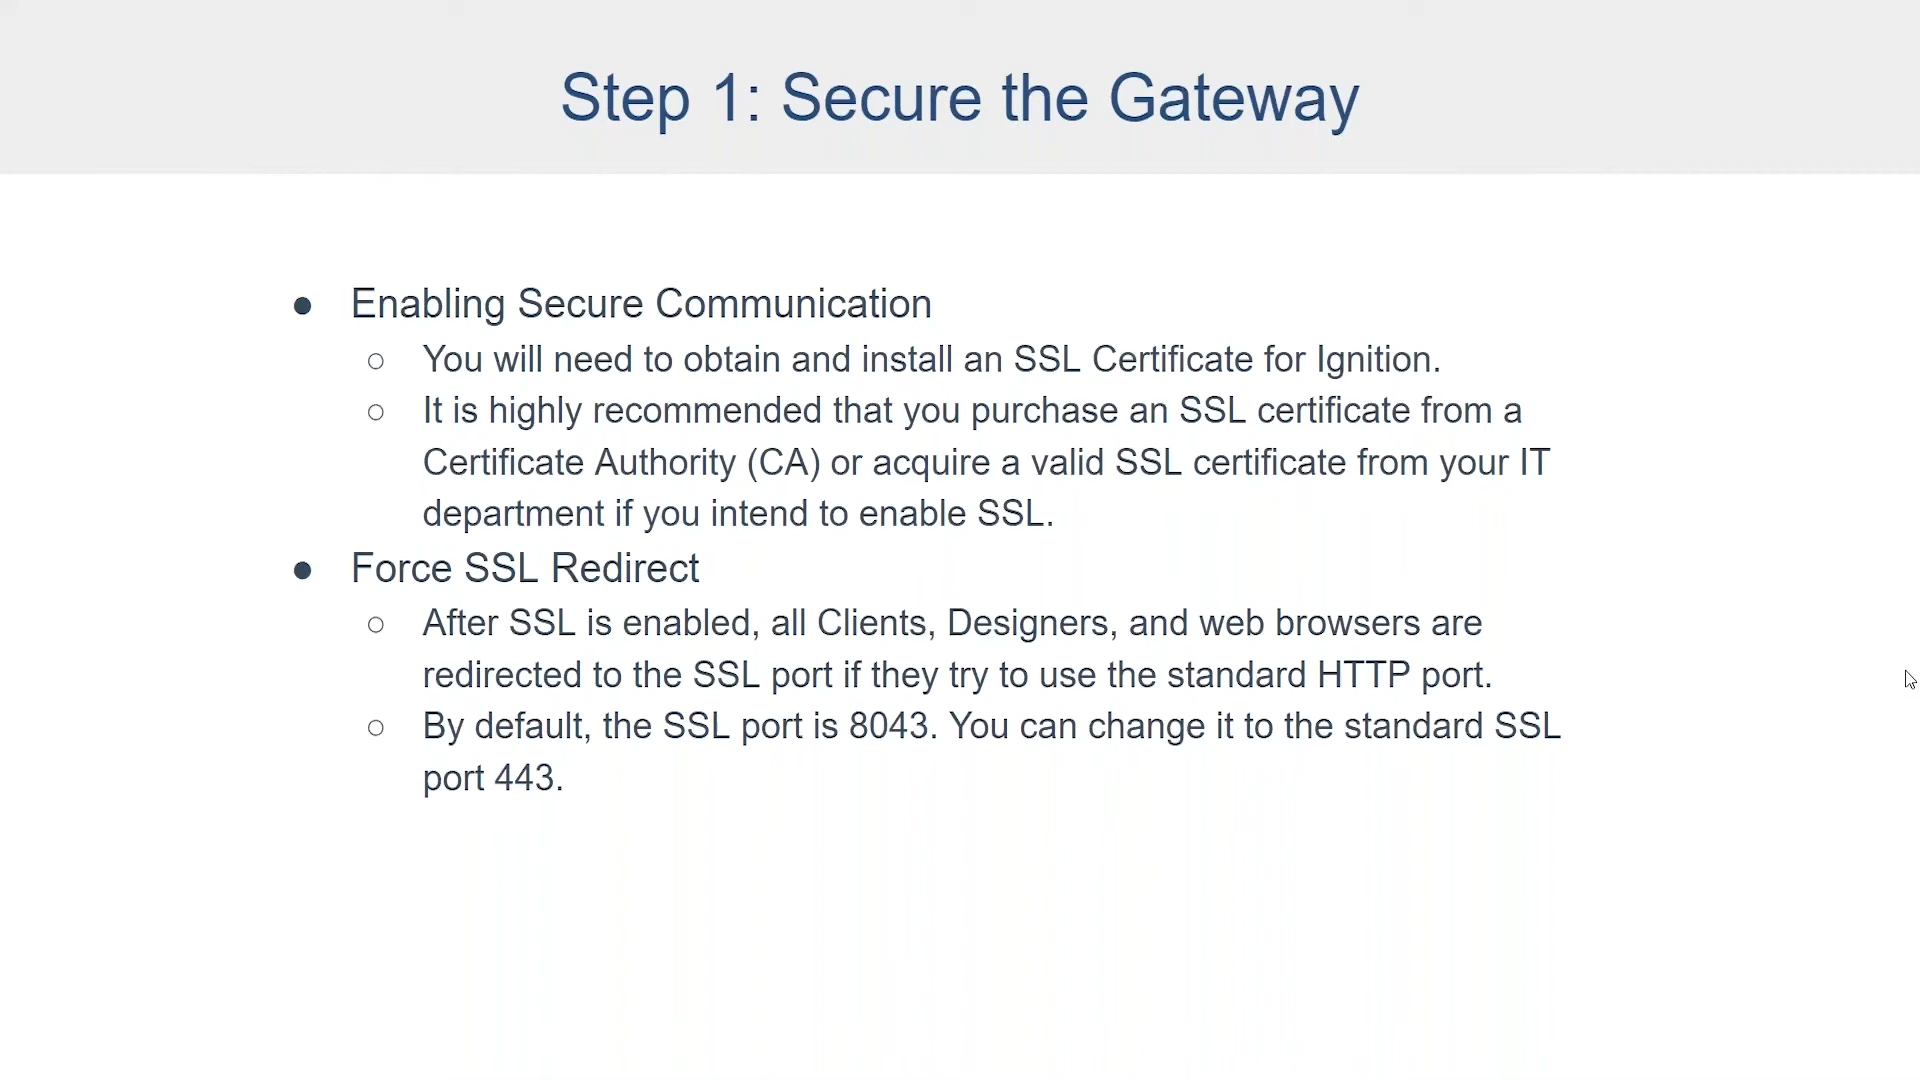 Step 1: Secure the Gateway
● Enabling Secure Communication
○ You will need to obtain and install an SSL Certificate for Ignition.
○ It is highly recommended that you purchase an SSL certificate from a
Certificate Authority (CA) or acquire a valid SSL certificate from your IT
department if you intend to enable SSL.
● Force SSL Redirect
○ After SSL is enabled, all Clients, Designers, and web browsers are
redirected to the SSL port if they try to use the standard HTTP port.
○ By default, the SSL port is 8043. You can change it to the standard SSL
port 443.